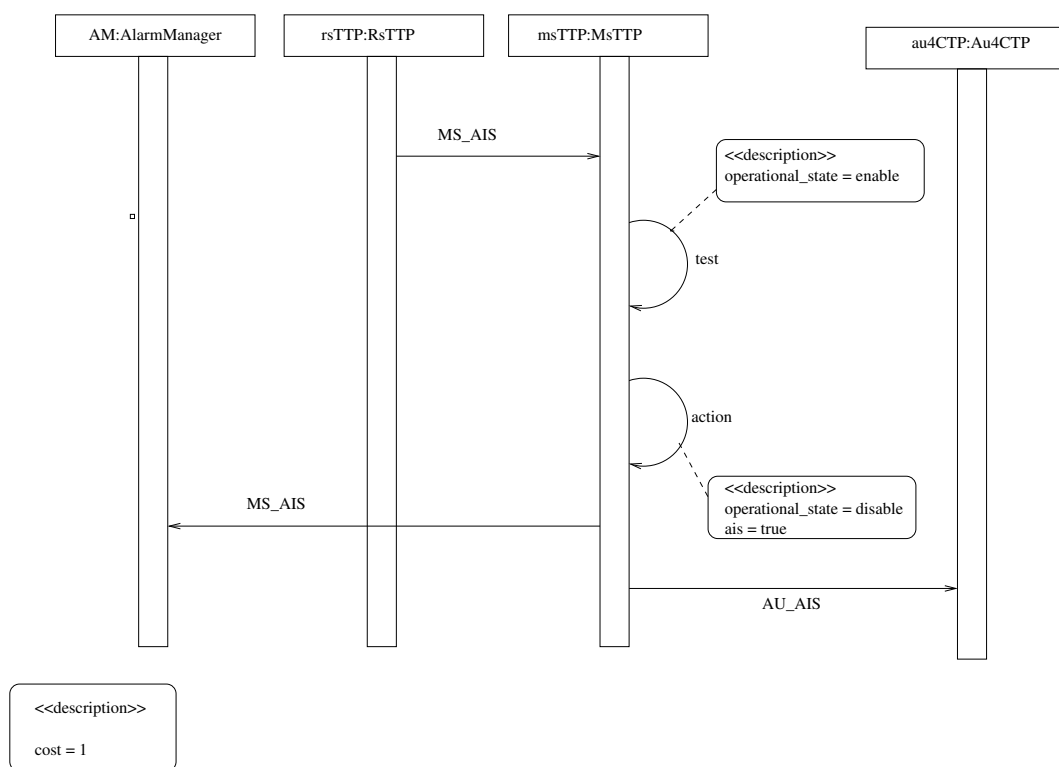 AM:AlarmManager
rsTTP:RsTTP
msTTP:MsTTP
au4CTP:Au4CTP
MS_AIS
<<description>>
operational_state = enable
test
action
<<description>>
operational_state = disable
ais = true
MS_AIS
AU_AIS
<<description>>
cost = 1